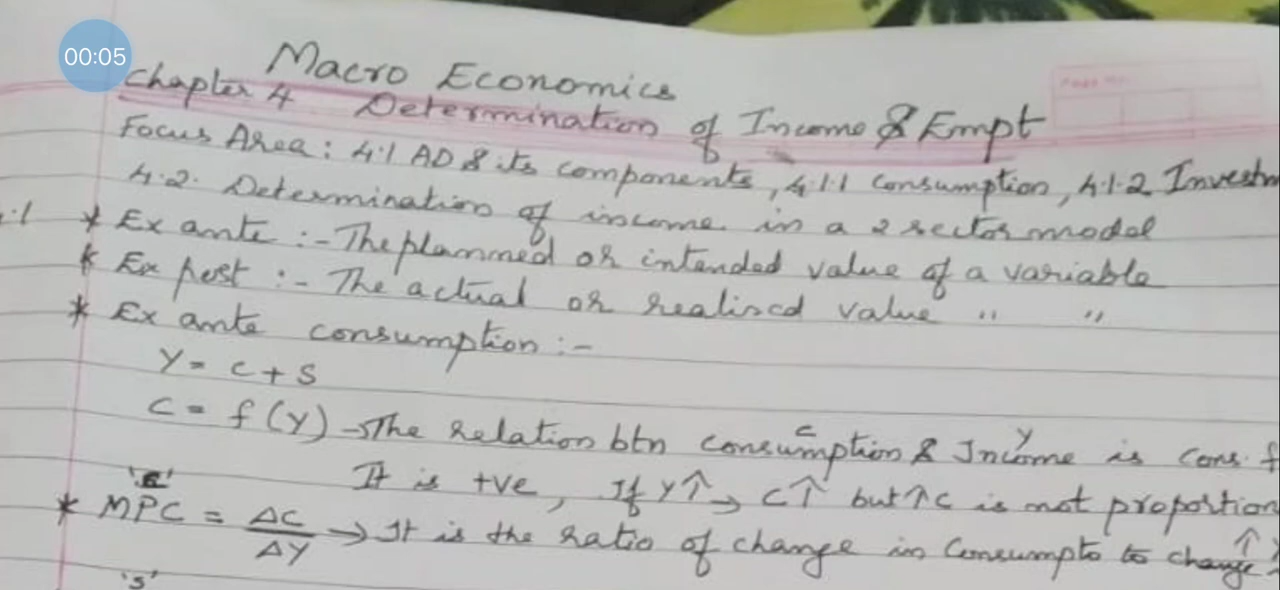 00:05
Macro Economics
Chapter 4 Determination of Income & Empt
Focus Area: 4.1 AD & its components, 4.1.1 consumption, 4.1.2 Investm
4.2. Determination of income in a 2 sector model
* Ex ante :- The planned or intended value of a variable
* Ex post :- The actual or realised value " "
* Ex ante consumption :-
Y = C + S
C = f (Y) → The relation btn consumption & Income is cons. f
C Y
It is +ve, If Y↑ → C↑ but ↑C is not proportion
* MPC = ΔC/ΔY → It is the ratio of change in Consumpto to change
's'